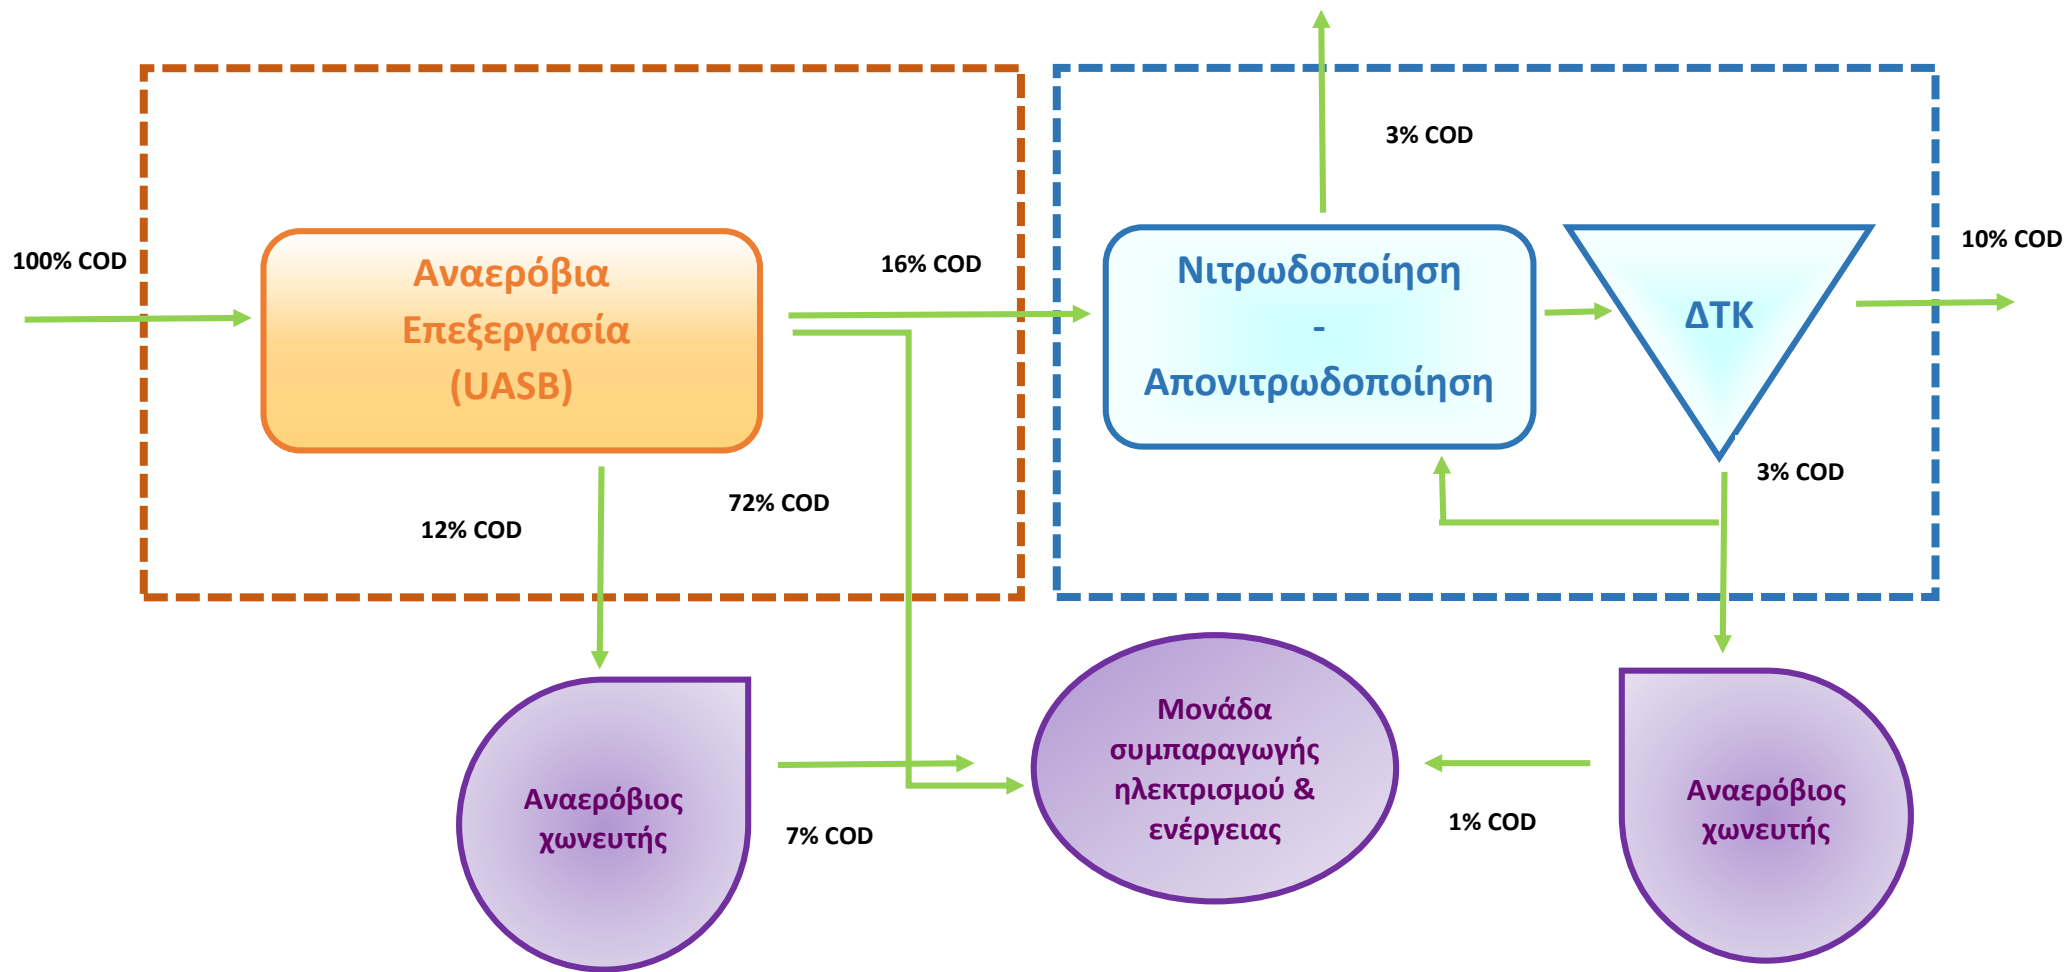 3% COD
100% COD
Αναερόβια
Επεξεργασία
(UASB)
16% COD
Νιτρωδοποίηση
-
Απονιτρωδοποίηση
ΔΤΚ
10% COD
12% COD
72% COD
3% COD
Αναερόβιος
χωνευτής
7% COD
Μονάδα
συμπαραγωγής
ηλεκτρισμού &
ενέργειας
1% COD
Αναερόβιος
χωνευτής